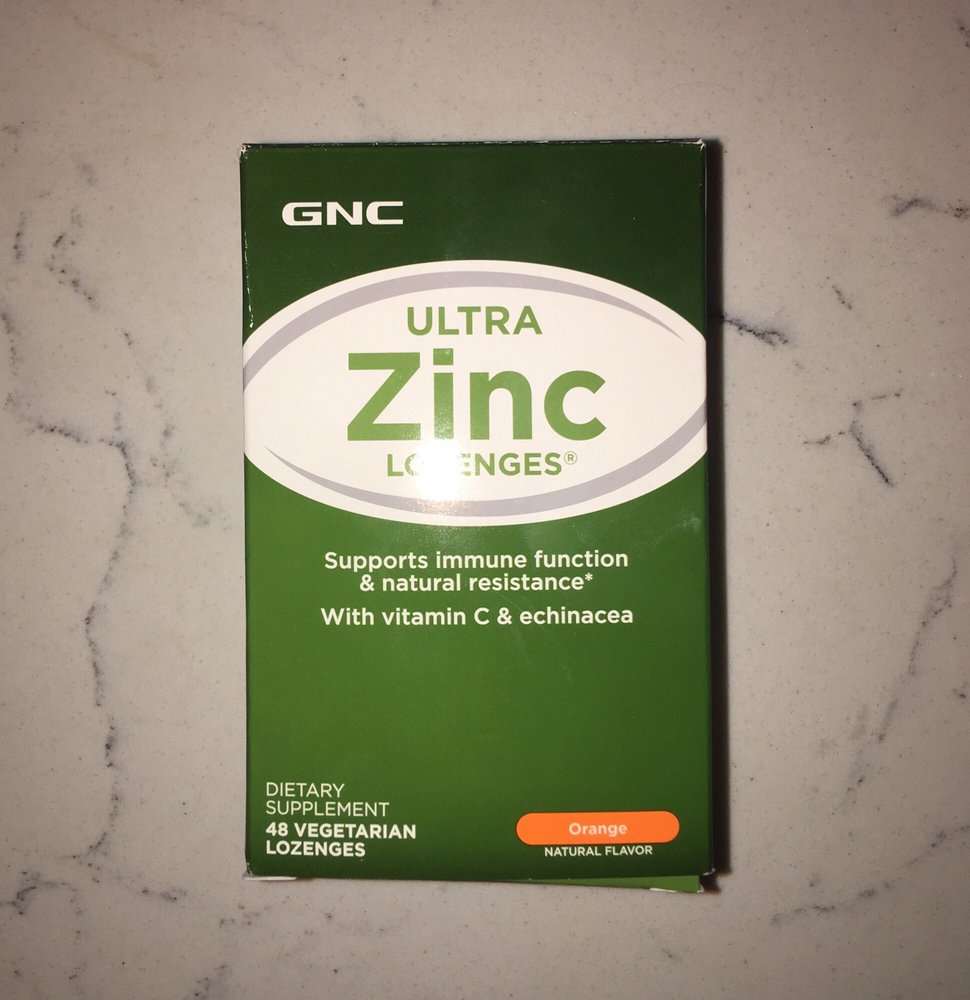 GNC
ULTRA
Zinc
LOZENGES®
Supports immune function
& natural resistance*
With vitamin C & echinacea
DIETARY
SUPPLEMENT
48 VEGETARIAN
LOZENGES
Orange
NATURAL FLAVOR